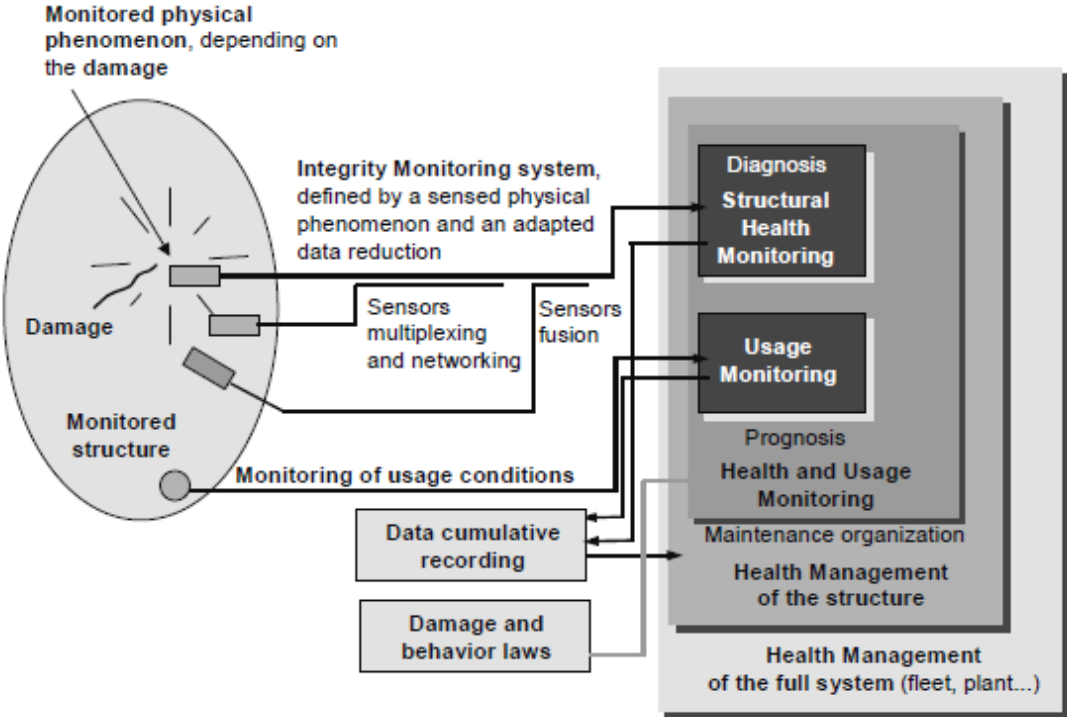 Monitored physical
phenomenon, depending on
the damage
Integrity Monitoring system,
defined by a sensed physical
phenomenon and an adapted
data reduction
Sensors
multiplexing
and networking
Sensors
fusion
Damage
Monitored
structure
Monitoring of usage conditions
Data cumulative
recording
Damage and
behavior laws
Diagnosis
Structural
Health
Monitoring
Usage
Monitoring
Prognosis
Health and Usage
Monitoring
Maintenance organization
Health Management
of the structure
Health Management
of the full system (fleet, plant...)